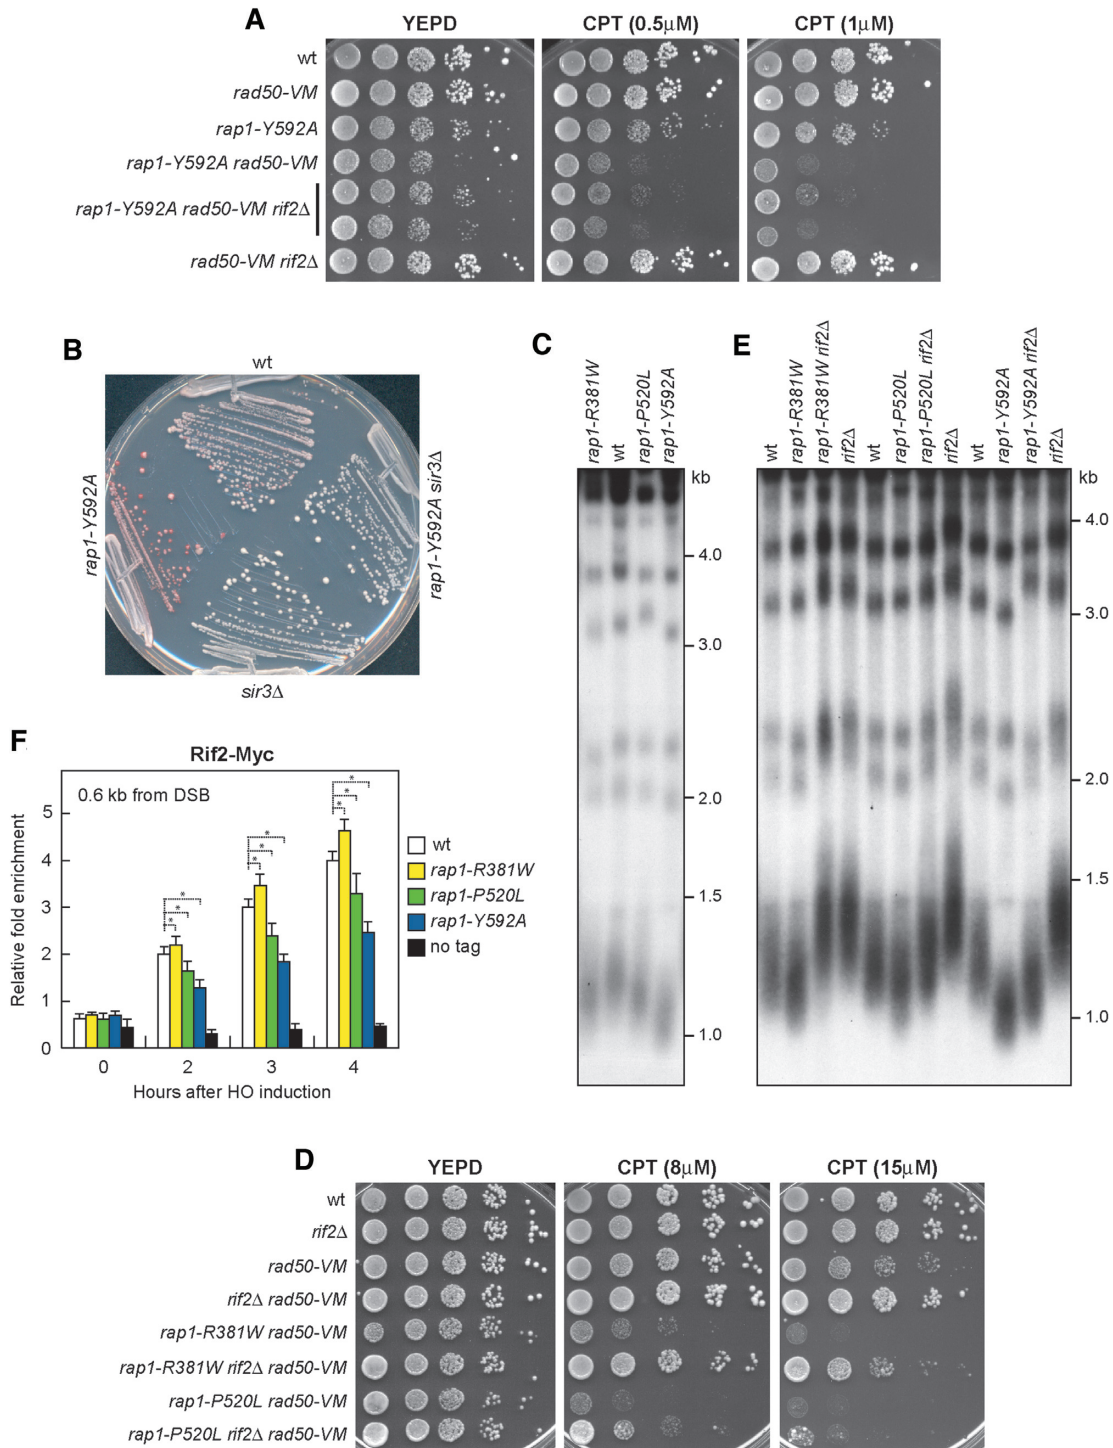 A
YEPD
CPT (0.5μM)
CPT (1μM)
wt
rad50-VM
rap1-Y592A
rap1-Y592A rad50-VM
rap1-Y592A rad50-VM rif2Δ
rad50-VM rif2Δ
B
wt
rap1-Y592A
rap1-Y592A sir3Δ
sir3Δ
C
rap1-R381W
wt
rap1-P520L
rap1-Y592A
kb
4.0
3.0
2.0
1.5
1.0
E
wt
rap1-R381W
rap1-R381W rif2Δ
rif2Δ
wt
rap1-P520L
rap1-P520L rif2Δ
rif2Δ
wt
rap1-Y592A
rap1-Y592A rif2Δ
rif2Δ
kb
4.0
3.0
2.0
1.5
1.0
F
Rif2-Myc
0.6 kb from DSB
Relative fold enrichment
5
4
3
2
1
0
* * *
* * *
* * *
0 2 3 4
Hours after HO induction
wt
rap1-R381W
rap1-P520L
rap1-Y592A
no tag
D
YEPD
CPT (8μM)
CPT (15μM)
wt
rif2Δ
rad50-VM
rif2Δ rad50-VM
rap1-R381W rad50-VM
rap1-R381W rif2Δ rad50-VM
rap1-P520L rad50-VM
rap1-P520L rif2Δ rad50-VM